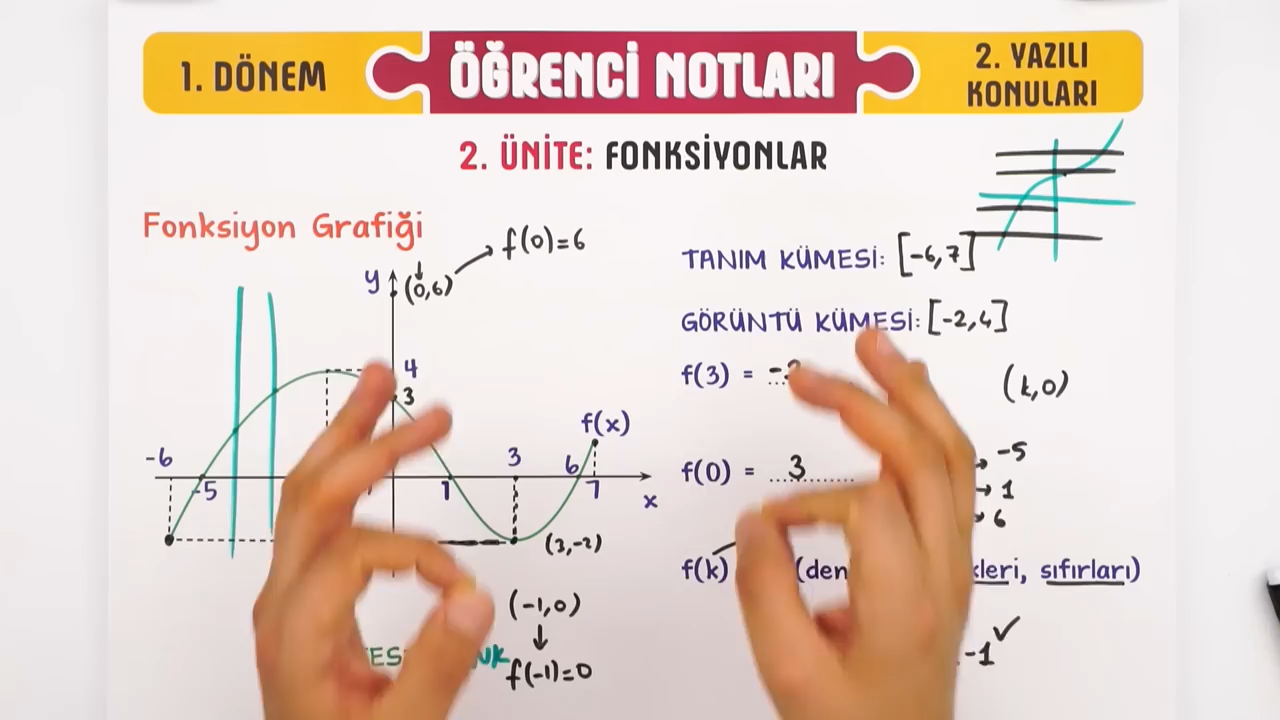 1. DÖNEM
ÖĞRENCİ NOTLARI
2. YAZILI
KONULARI
2. ÜNİTE: FONKSİYONLAR
Fonksiyon Grafiği
f(0)=6
y
(0,6)
4
3
f(x)
-6
3
6
-5
1
7
x
(3,-2)
(-1,0)
f(-1)=0
TANIM KÜMESİ: [-6,7]
GÖRÜNTÜ KÜMESİ: [-2,4]
f(3) =
(k,0)
f(0) = 3
-5
1
6
f(k)
sıfırları)
-1